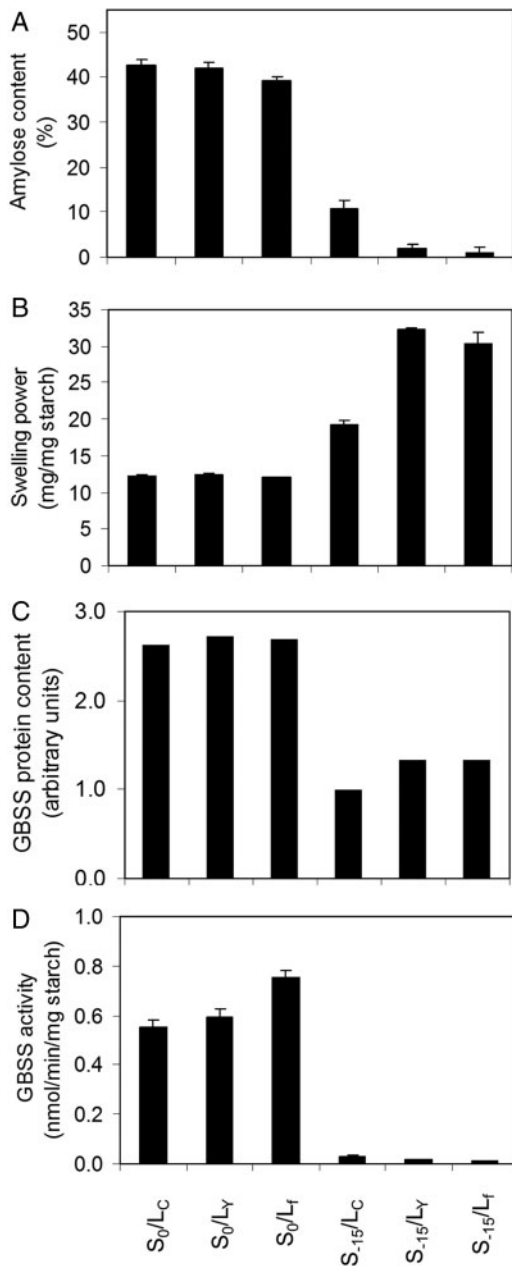 A
Amylose content
(%)
50
40
30
20
10
0
B
Swelling power
(mg/mg starch)
35
30
25
20
15
10
5
0
C
GBSS protein content
(arbitrary units)
3.0
2.0
1.0
0.0
D
GBSS activity
(nmol/min/mg starch)
1.0
0.8
0.6
0.4
0.2
0.0
S0/LC
S0/LY
S0/Lf
S-15/LC
S-15/LY
S-15/Lf